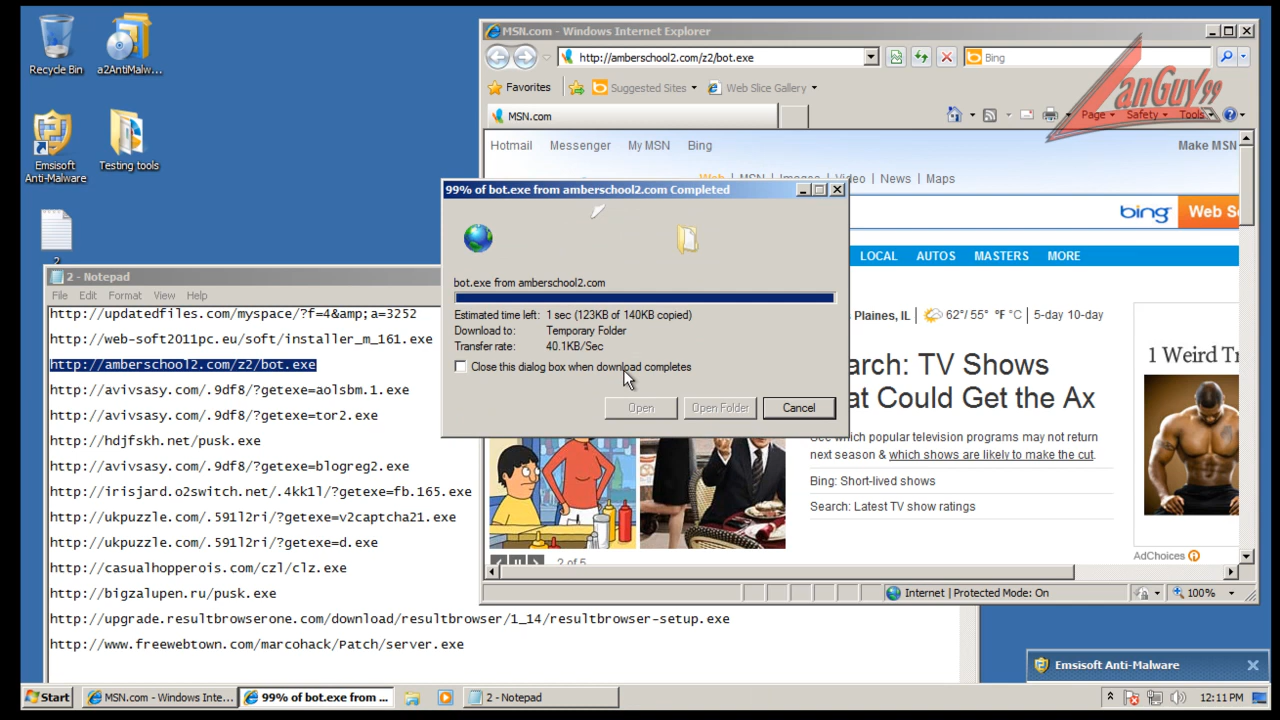 Recycle Bin
a2AntiMalw...
Emsisoft
Anti-Malware
Testing tools
2
MSN.com - Windows Internet Explorer
http://amberschool2.com/z2/bot.exe
Bing
Favorites
Suggested Sites
Web Slice Gallery
MSN.com
Page
Safety
Tools
anGuy99
Hotmail
Messenger
My MSN
Bing
Make MSN
Web
MSN
Images
Video
News
Maps
bing
Web S
LOCAL
AUTOS
MASTERS
MORE
Plaines, IL
62°/ 55° °F °C
5-day 10-day
arch: TV Shows
at Could Get the Ax
See which popular television programs may not return
next season & which shows are likely to make the cut.
Bing: Short-lived shows
Search: Latest TV show ratings
1 Weird Tr
AdChoices
2 of 5
Internet | Protected Mode: On
100%
99% of bot.exe from amberschool2.com Completed
bot.exe from amberschool2.com
Estimated time left: 1 sec (123KB of 140KB copied)
Download to: Temporary Folder
Transfer rate: 40.1KB/Sec
Close this dialog box when download completes
Open
Open Folder
Cancel
2 - Notepad
File Edit Format View Help
http://updatedfiles.com/myspace/?f=4&amp;a=3252
http://web-soft2011pc.eu/soft/installer_m_161.exe
http://amberschool2.com/z2/bot.exe
http://avivsasy.com/.9df8/?getexe=aolsbm.1.exe
http://avivsasy.com/.9df8/?getexe=tor2.exe
http://hdjfskh.net/pusk.exe
http://avivsasy.com/.9df8/?getexe=blogreg2.exe
http://irisjard.o2switch.net/.4kk1l/?getexe=fb.165.exe
http://ukpuzzle.com/.591l2ri/?getexe=v2captcha21.exe
http://ukpuzzle.com/.591l2ri/?getexe=d.exe
http://casualhopperois.com/czl/clz.exe
http://bigzalupen.ru/pusk.exe
http://upgrade.resultbrowserone.com/download/resultbrowser/1_14/resultbrowser-setup.exe
http://www.freewebtown.com/marcohack/Patch/server.exe
Emsisoft Anti-Malware
Start
MSN.com - Windows Inte...
99% of bot.exe from ...
2 - Notepad
12:11 PM